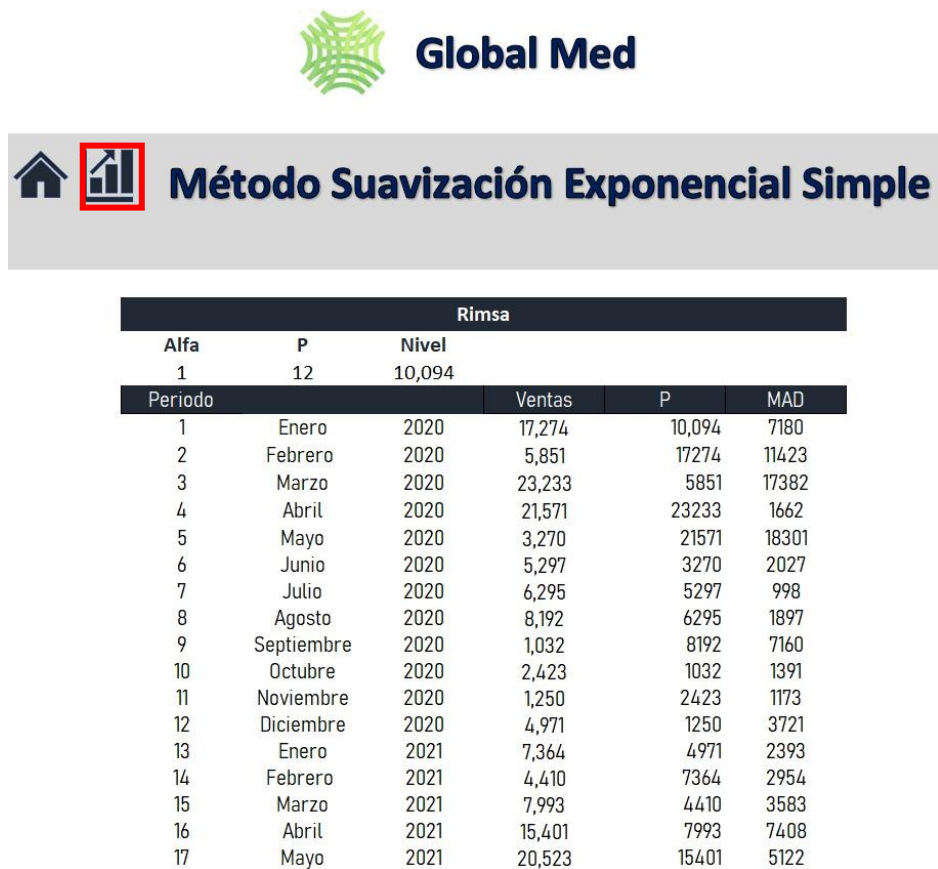 Global Med
Método Suavización Exponencial Simple
Rimsa
Alfa P Nivel
1 12 10,094
Periodo Ventas P MAD
1 Enero 2020 17,274 10,094 7180
2 Febrero 2020 5,851 17274 11423
3 Marzo 2020 23,233 5851 17382
4 Abril 2020 21,571 23233 1662
5 Mayo 2020 3,270 21571 18301
6 Junio 2020 5,297 3270 2027
7 Julio 2020 6,295 5297 998
8 Agosto 2020 8,192 6295 1897
9 Septiembre 2020 1,032 8192 7160
10 Octubre 2020 2,423 1032 1391
11 Noviembre 2020 1,250 2423 1173
12 Diciembre 2020 4,971 1250 3721
13 Enero 2021 7,364 4971 2393
14 Febrero 2021 4,410 7364 2954
15 Marzo 2021 7,993 4410 3583
16 Abril 2021 15,401 7993 7408
17 Mayo 2021 20,523 15401 5122